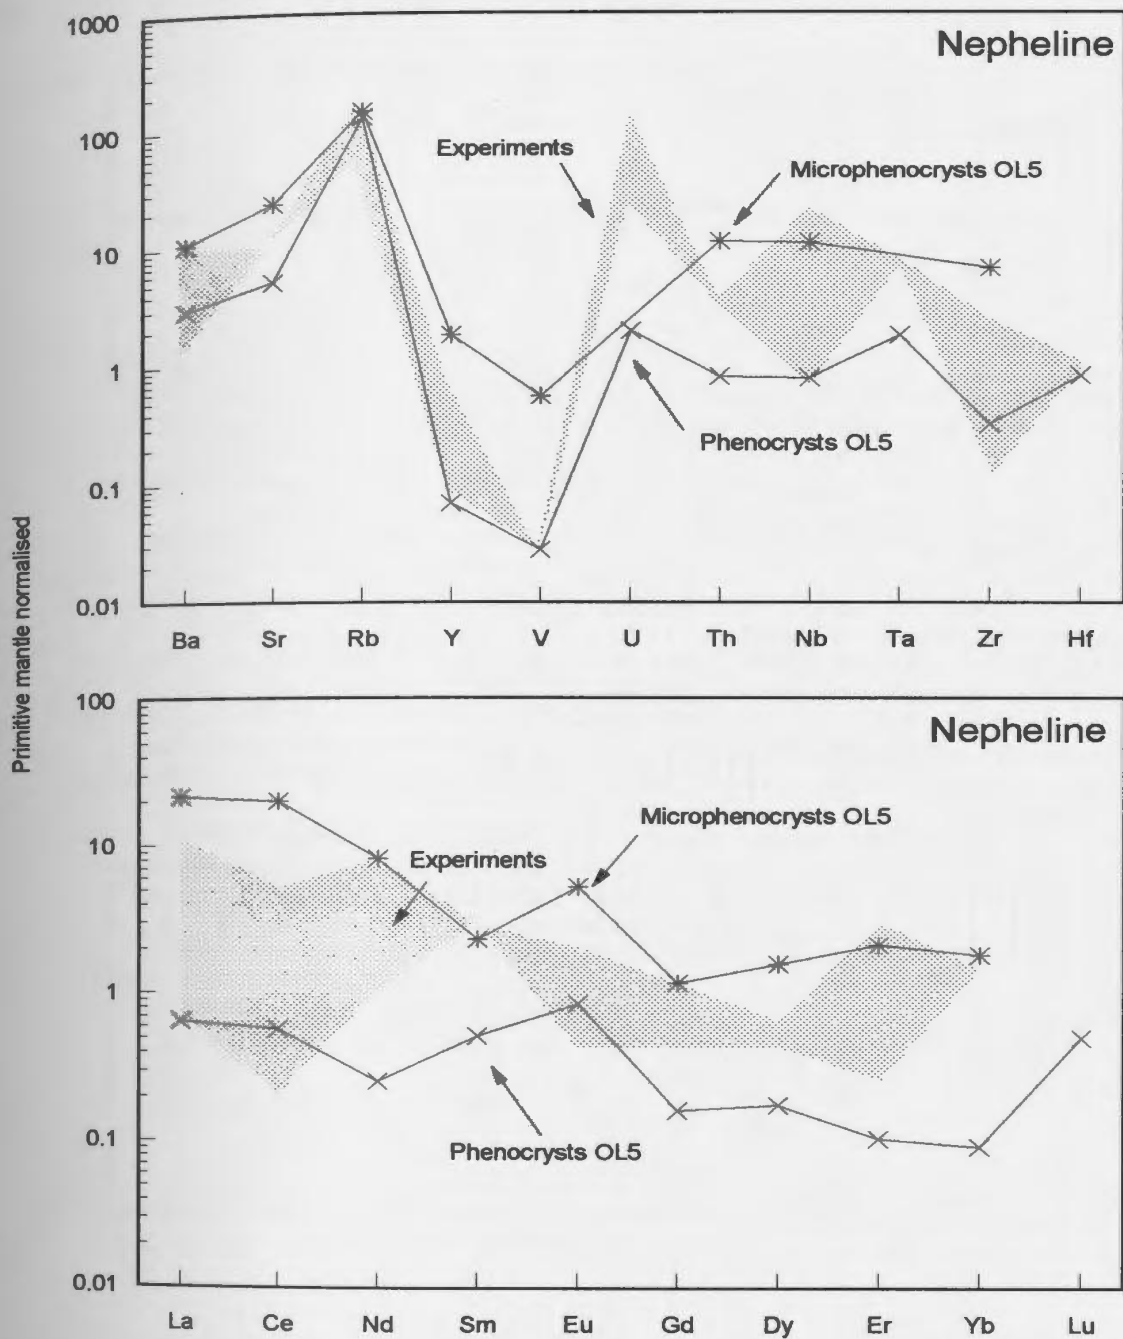 Nepheline
1000
100
10
1
0.1
0.01
Experiments
Microphenocrysts OL5
Phenocrysts OL5
Ba Sr Rb Y V U Th Nb Ta Zr Hf
Primitive mantle normalised
Nepheline
100
10
1
0.1
0.01
Microphenocrysts OL5
Experiments
Phenocrysts OL5
La Ce Nd Sm Eu Gd Dy Er Yb Lu